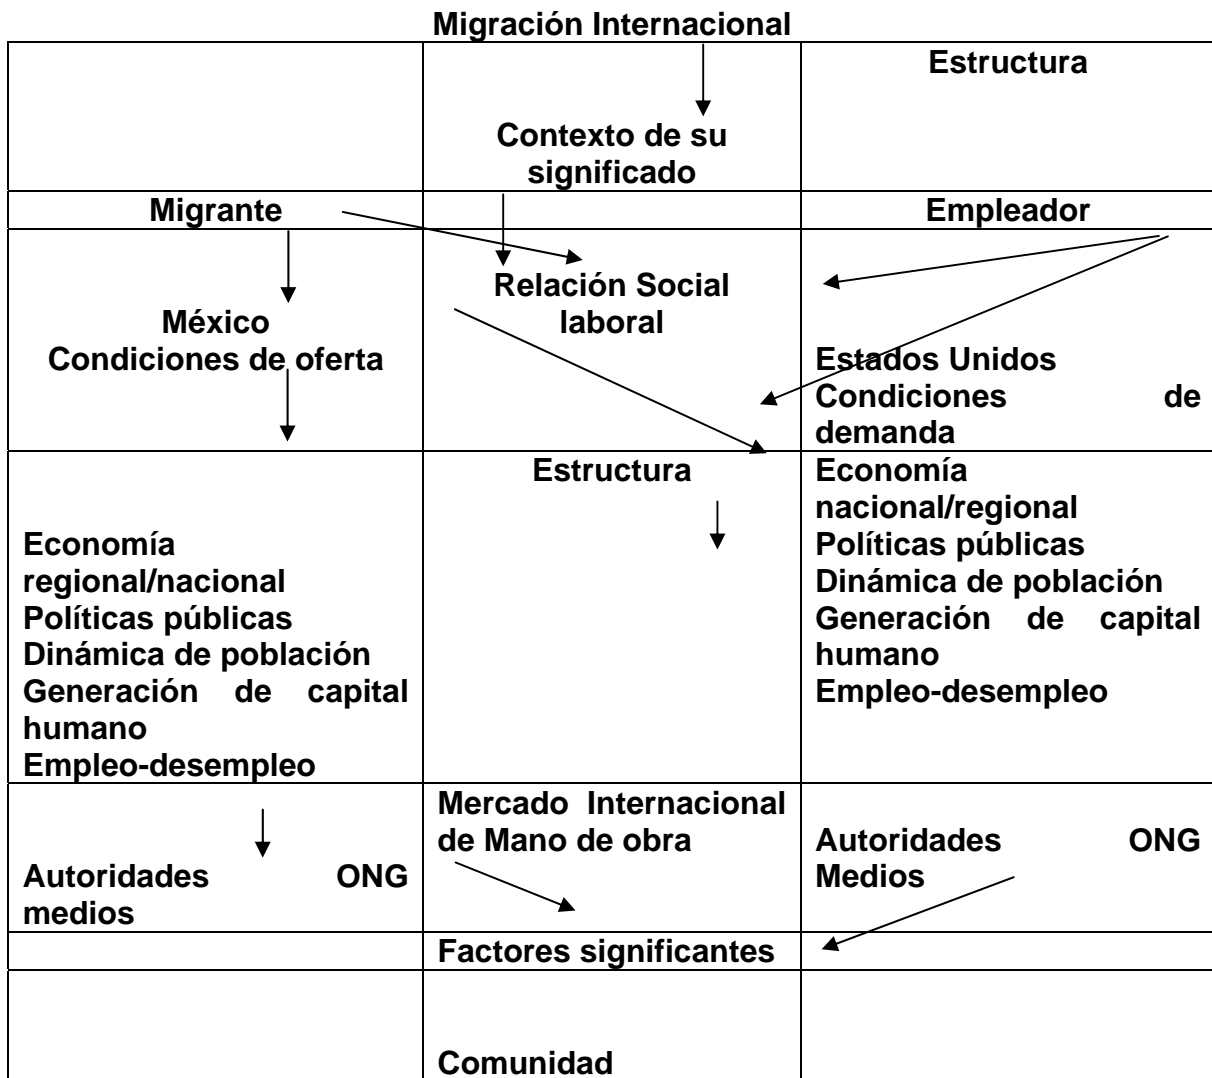 Migración Internacional
Estructura
Contexto de su
significado
Migrante
Empleador
México
Condiciones de oferta
Relación Social
laboral
Estados Unidos
Condiciones de
demanda
Economía
regional/nacional
Políticas públicas
Dinámica de población
Generación de capital
humano
Empleo-desempleo
Estructura
Economía
nacional/regional
Políticas públicas
Dinámica de población
Generación de capital
humano
Empleo-desempleo
Autoridades ONG
medios
Mercado Internacional
de Mano de obra
Autoridades ONG
Medios
Factores significantes
Comunidad